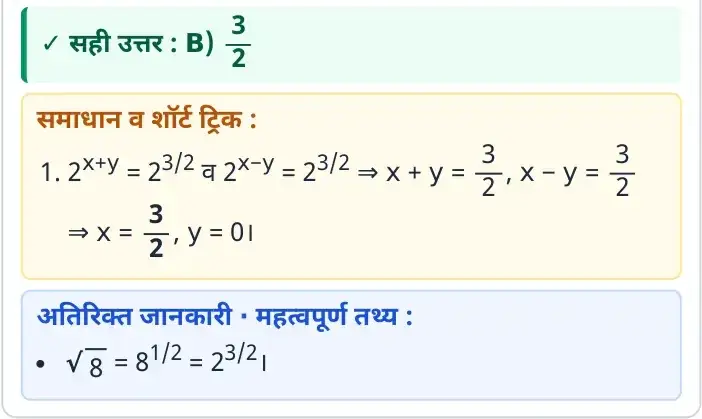 ✓ सही उत्तर : B) 3/2
समाधान व शॉर्ट ट्रिक :
1. 2^(x+y) = 2^(3/2) व 2^(x−y) = 2^(3/2) ⇒ x + y = 3/2, x − y = 3/2
⇒ x = 3/2, y = 0।
अतिरिक्त जानकारी · महत्वपूर्ण तथ्य :
• √8 = 8^(1/2) = 2^(3/2)।